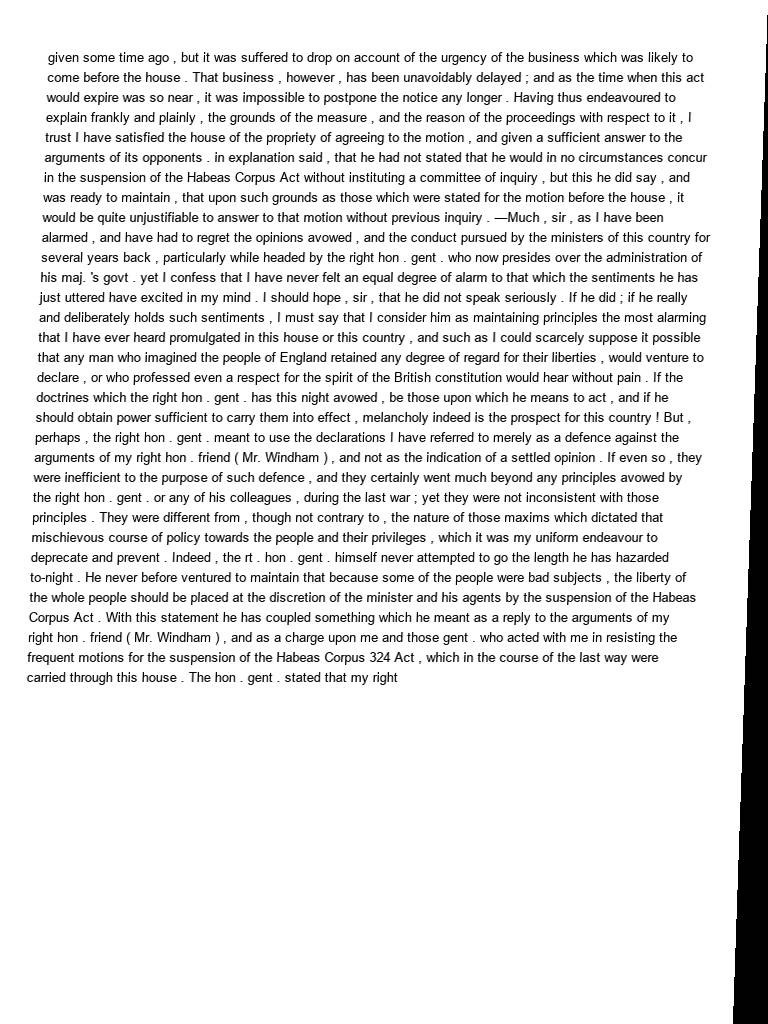 given some time ago , but it was suffered to drop on account of the urgency of the business which was likely to
come before the house . That business , however , has been unavoidably delayed ; and as the time when this act
would expire was so near , it was impossible to postpone the notice any longer . Having thus endeavoured to
explain frankly and plainly , the grounds of the measure , and the reason of the proceedings with respect to it , I
trust I have satisfied the house of the propriety of agreeing to the motion , and given a sufficient answer to the
arguments of its opponents . in explanation said , that he had not stated that he would in no circumstances concur
in the suspension of the Habeas Corpus Act without instituting a committee of inquiry , but this he did say , and
was ready to maintain , that upon such grounds as those which were stated for the motion before the house , it
would be quite unjustifiable to answer to that motion without previous inquiry . —Much , sir , as I have been
alarmed , and have had to regret the opinions avowed , and the conduct pursued by the ministers of this country for
several years back , particularly while headed by the right hon . gent . who now presides over the administration of
his maj. 's govt . yet I confess that I have never felt an equal degree of alarm to that which the sentiments he has
just uttered have excited in my mind . I should hope , sir , that he did not speak seriously . If he did ; if he really
and deliberately holds such sentiments , I must say that I consider him as maintaining principles the most alarming
that I have ever heard promulgated in this house or this country , and such as I could scarcely suppose it possible
that any man who imagined the people of England retained any degree of regard for their liberties , would venture to
declare , or who professed even a respect for the spirit of the British constitution would hear without pain . If the
doctrines which the right hon . gent . has this night avowed , be those upon which he means to act , and if he
should obtain power sufficient to carry them into effect , melancholy indeed is the prospect for this country ! But ,
perhaps , the right hon . gent . meant to use the declarations I have referred to merely as a defence against the
arguments of my right hon . friend ( Mr. Windham ) , and not as the indication of a settled opinion . If even so , they
were inefficient to the purpose of such defence , and they certainly went much beyond any principles avowed by
the right hon . gent . or any of his colleagues , during the last war ; yet they were not inconsistent with those
principles . They were different from , though not contrary to , the nature of those maxims which dictated that
mischievous course of policy towards the people and their privileges , which it was my uniform endeavour to
deprecate and prevent . Indeed , the rt . hon . gent . himself never attempted to go the length he has hazarded
to-night . He never before ventured to maintain that because some of the people were bad subjects , the liberty of
the whole people should be placed at the discretion of the minister and his agents by the suspension of the Habeas
Corpus Act . With this statement he has coupled something which he meant as a reply to the arguments of my
right hon . friend ( Mr. Windham ) , and as a charge upon me and those gent . who acted with me in resisting the
frequent motions for the suspension of the Habeas Corpus 324 Act , which in the course of the last way were
carried through this house . The hon . gent . stated that my right